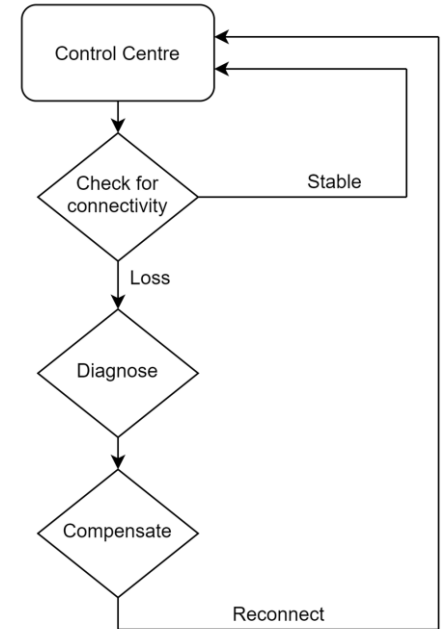 Control Centre
Check for
connectivity
Stable
Loss
Diagnose
Compensate
Reconnect